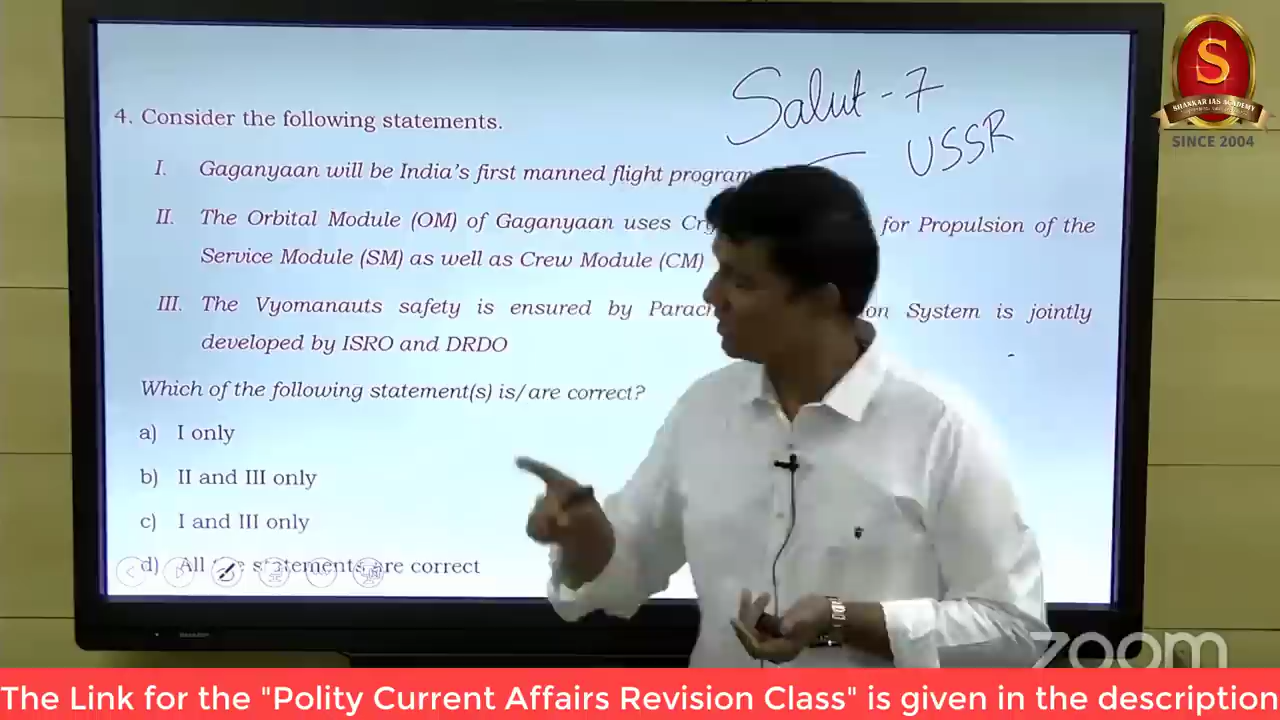 Salut - 7
USSR
4. Consider the following statements.
I. Gaganyaan will be India's first manned flight program
II. The Orbital Module (OM) of Gaganyaan uses for Propulsion of the
Service Module (SM) as well as Crew Module (CM)
III. The Vyomanauts safety is ensured by System is jointly
developed by ISRO and DRDO
Which of the following statement(s) is/are correct?
a) I only
b) II and III only
c) I and III only
d) All statements are correct
S
SHANKAR IAS ACADEMY
SINCE 2004
zoom
The Link for the "Polity Current Affairs Revision Class" is given in the description